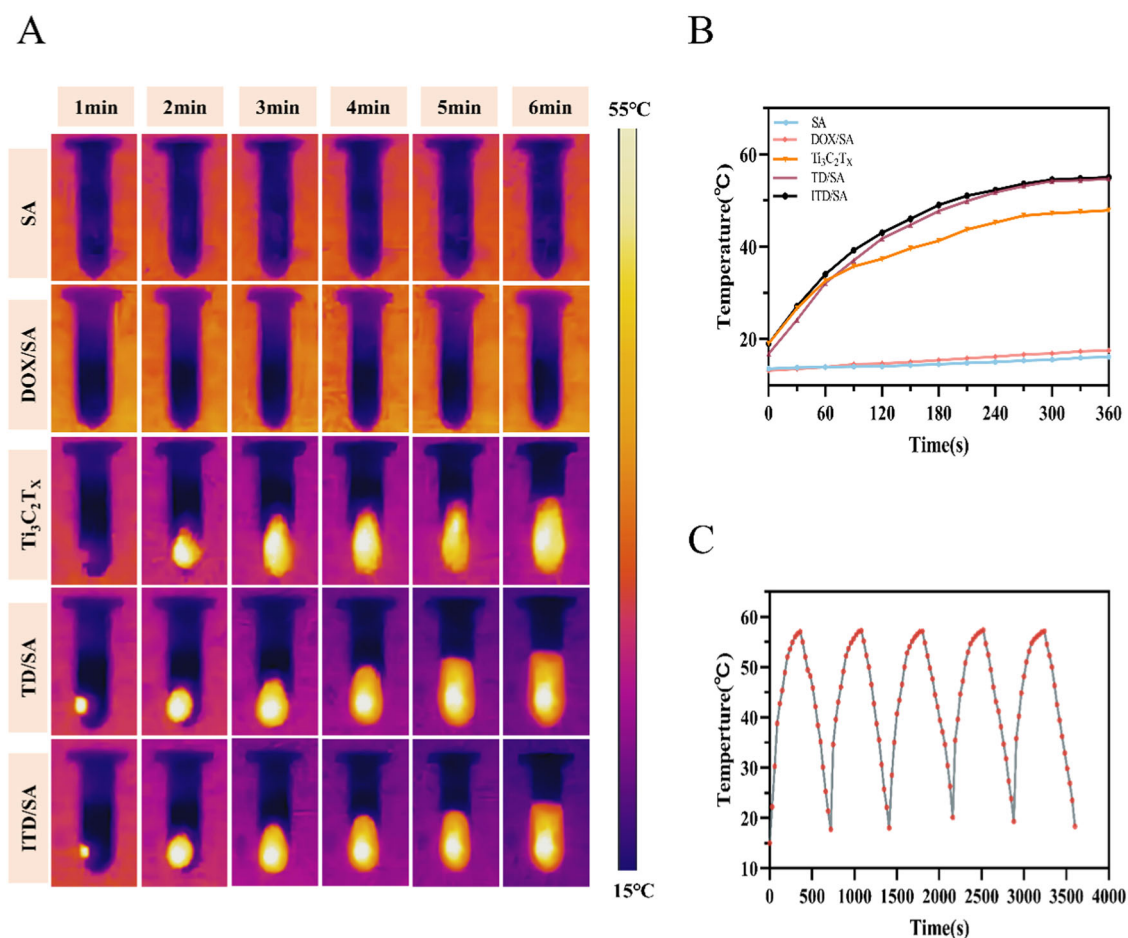 A
1min 2min 3min 4min 5min 6min
SA
DOX/SA
Ti₃C₂Tₓ
TD/SA
ITD/SA
55℃
15℃
B
Temperature(℃)
60
40
20
SA
DOX/SA
Ti₃C₂Tₓ
TD/SA
ITD/SA
0 60 120 180 240 300 360
Time(s)
C
Temperture(℃)
60
50
40
30
20
10
0 500 1000 1500 2000 2500 3000 3500 4000
Time(s)